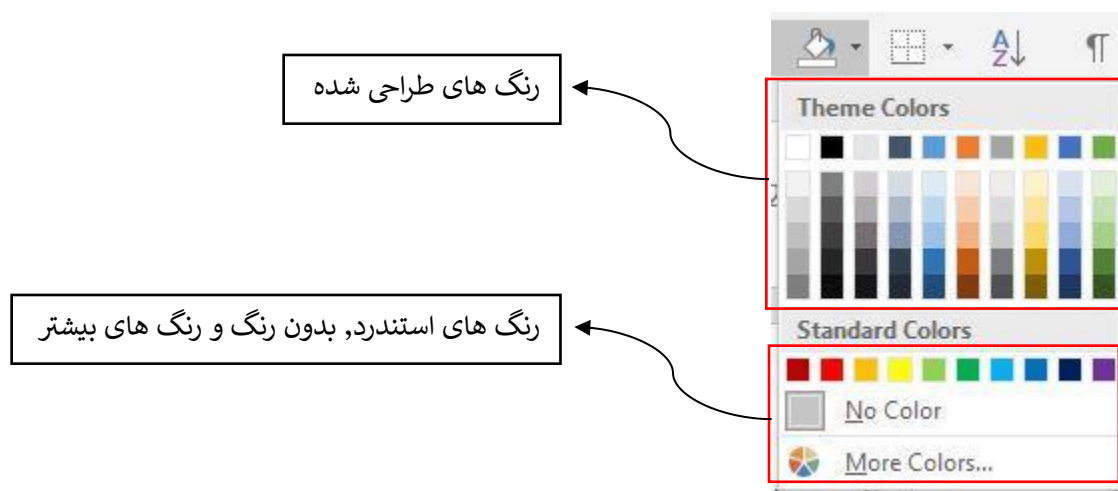 رنگ های طراحی شده
رنگ های استندرد, بدون رنگ و رنگ های بیشتر
A
Z
¶
Theme Colors
Standard Colors
No Color
More Colors...